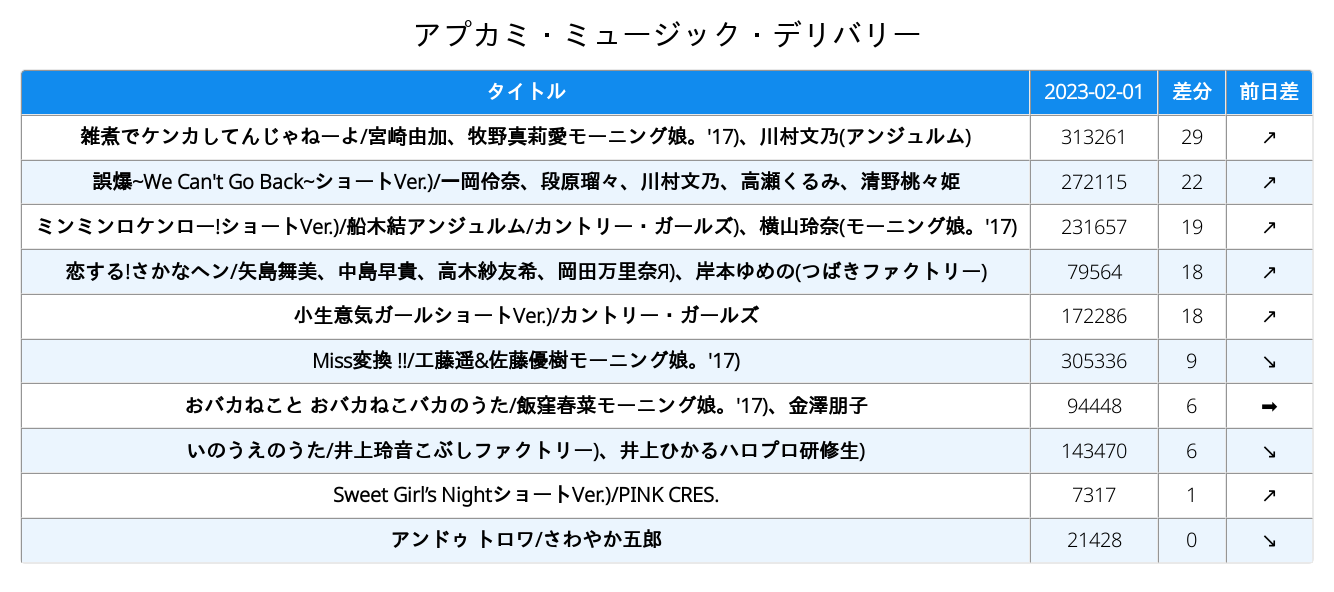 アプカミ・ミュージック・デリバリー
タイトル 2023-02-01 差分 前日差
雑煮でケンカしてんじゃねーよ/宮崎由加、牧野真莉愛モーニング娘。'17)、川村文乃(アンジュルム) 313261 29 ↗
誤爆~We Can't Go Back~ショートVer.)/一岡伶奈、段原瑠々、川村文乃、高瀬くるみ、清野桃々姫 272115 22 ↗
ミンミンロケンロー!ショートVer.)/船木結アンジュルム/カントリー・ガールズ)、横山玲奈(モーニング娘。'17) 231657 19 ↗
恋する!さかなヘン/矢島舞美、中島早貴、高木紗友希、岡田万里奈Я)、岸本ゆめの(つばきファクトリー) 79564 18 ↗
小生意気ガールショートVer.)/カントリー・ガールズ 172286 18 ↗
Miss変換 !!/工藤遥&佐藤優樹モーニング娘。'17) 305336 9 ↘
おバカねこと おバカねこバカのうた/飯窪春菜モーニング娘。'17)、金澤朋子 94448 6 ➡
いのうえのうた/井上玲音こぶしファクトリー)、井上ひかるハロプロ研修生) 143470 6 ↘
Sweet Girl’s NightショートVer.)/PINK CRES. 7317 1 ↗
アンドゥ トロワ/さわやか五郎 21428 0 ↘